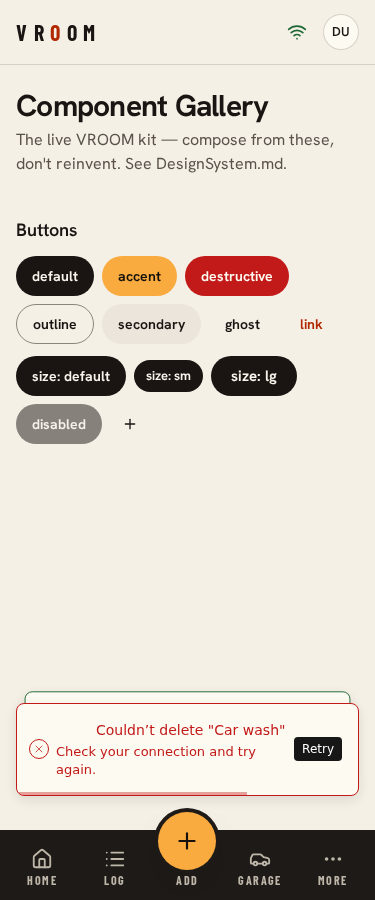 VROOM
DU
Component Gallery
The live VROOM kit — compose from these,
don't reinvent. See DesignSystem.md.
Buttons
default accent destructive
outline secondary ghost link
size: default size: sm size: lg
disabled +
Couldn’t delete "Car wash"
Check your connection and try
again.
Retry
HOME LOG ADD GARAGE MORE